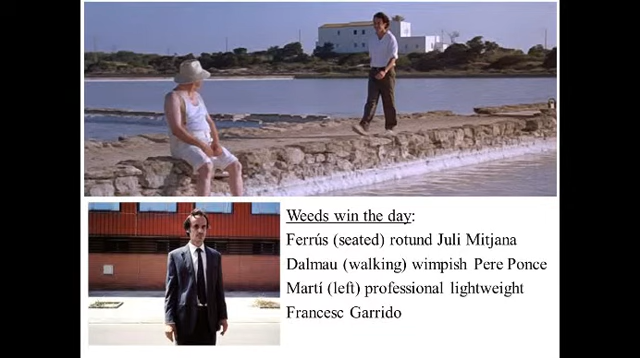 Weeds win the day:
Ferrús (seated) rotund Juli Mitjana
Dalmau (walking) wimpish Pere Ponce
Martí (left) professional lightweight
Francesc Garrido